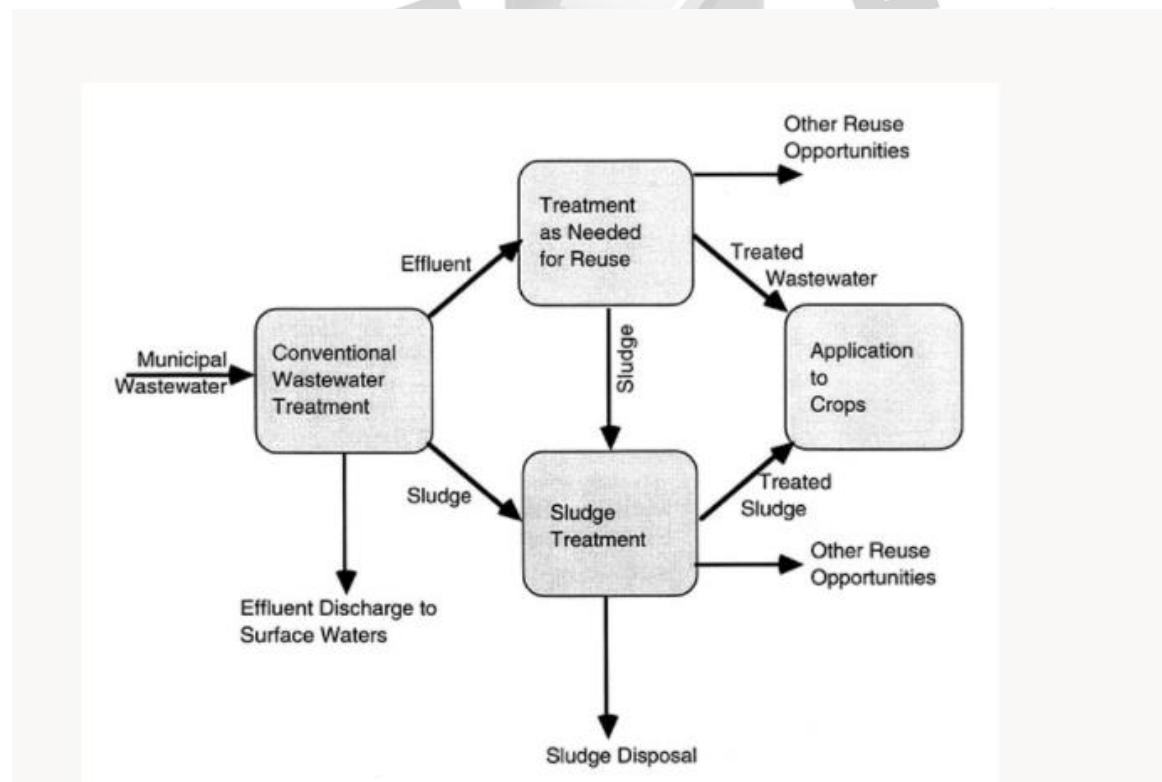 Other Reuse
Opportunities
Treatment
as Needed
for Reuse
Effluent
Treated
Wastewater
Municipal
Wastewater
Conventional
Wastewater
Treatment
Sludge
Application
to
Crops
Sludge
Sludge
Treatment
Treated
Sludge
Other Reuse
Opportunities
Effluent Discharge to
Surface Waters
Sludge Disposal